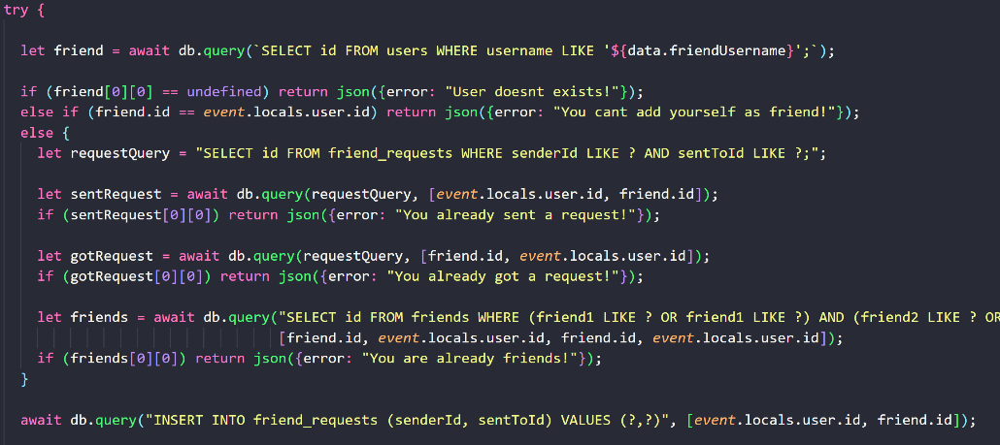 try {
let friend = await db.query(`SELECT id FROM users WHERE username LIKE '${data.friendUsername}';`);
if (friend[0][0] == undefined) return json({error: "User doesnt exists!"});
else if (friend.id == event.locals.user.id) return json({error: "You cant add yourself as friend!"});
else {
let requestQuery = "SELECT id FROM friend_requests WHERE senderId LIKE ? AND sentToId LIKE ?;";
let sentRequest = await db.query(requestQuery, [event.locals.user.id, friend.id]);
if (sentRequest[0][0]) return json({error: "You already sent a request!"});
let gotRequest = await db.query(requestQuery, [friend.id, event.locals.user.id]);
if (gotRequest[0][0]) return json({error: "You already got a request!"});
let friends = await db.query("SELECT id FROM friends WHERE (friend1 LIKE ? OR friend1 LIKE ?) AND (friend2 LIKE ? OR
[friend.id, event.locals.user.id, friend.id, event.locals.user.id]);
if (friends[0][0]) return json({error: "You are already friends!"});
}
await db.query("INSERT INTO friend_requests (senderId, sentToId) VALUES (?,?)", [event.locals.user.id, friend.id]);